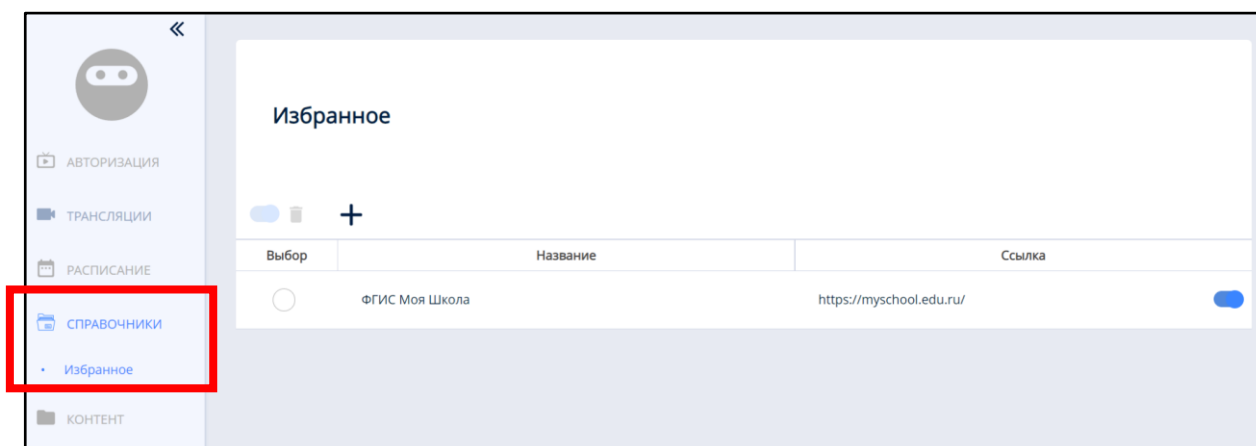 АВТОРИЗАЦИЯ
ТРАНСЛЯЦИИ
РАСПИСАНИЕ
СПРАВОЧНИКИ
Избранное
КОНТЕНТ
Избранное
Выбор Название Ссылка
ФГИС Моя Школа https://myschool.edu.ru/